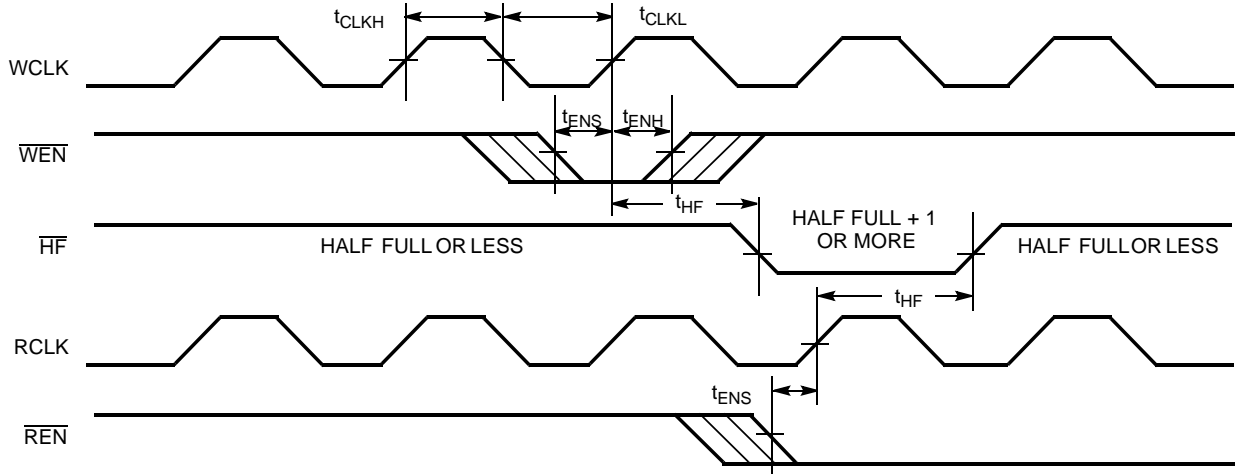 tCLKH
tCLKL
WCLK
tENS
tENH
WEN
tHF
HALF FULL + 1
OR MORE
HF
HALF FULL OR LESS
HALF FULL OR LESS
tHF
RCLK
tENS
REN